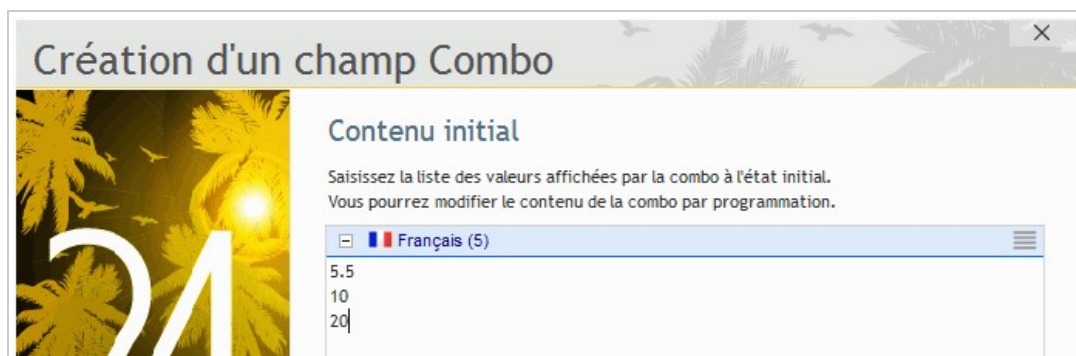 Création d'un champ Combo
Contenu initial
Saisissez la liste des valeurs affichées par la combo à l'état initial.
Vous pourrez modifier le contenu de la combo par programmation.
Français (5)
5.5
10
20
24